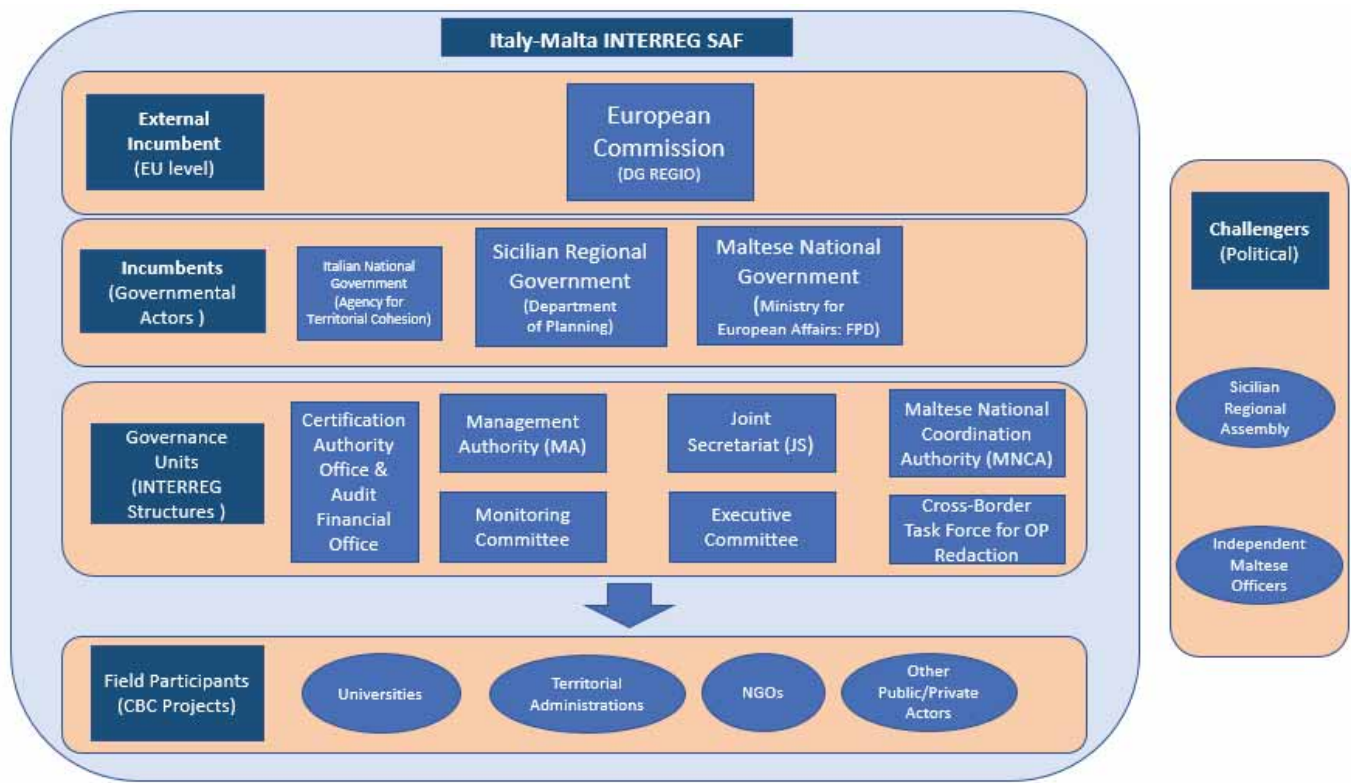 Italy-Malta INTERREG SAF
External
Incumbent
(EU level)
European
Commission
(DG REGIO)
Incumbents
(Governmental
Actors )
Italian National
Government
(Agency for
Territorial Cohesion)
Sicilian Regional
Government
(Department
of Planning)
Maltese National
Government
(Ministry for
European Affairs: FPD)
Governance
Units
(INTERREG
Structures )
Certification
Authority
Office &
Audit
Financial
Office
Management
Authority (MA)
Joint
Secretariat (JS)
Maltese National
Coordination
Authority (MNCA)
Monitoring
Committee
Executive
Committee
Cross-Border
Task Force for OP
Redaction
Field Participants
(CBC Projects)
Universities
Territorial
Administrations
NGOs
Other
Public/Private
Actors
Challengers
(Political)
Sicilian
Regional
Assembly
Independent
Maltese
Officers